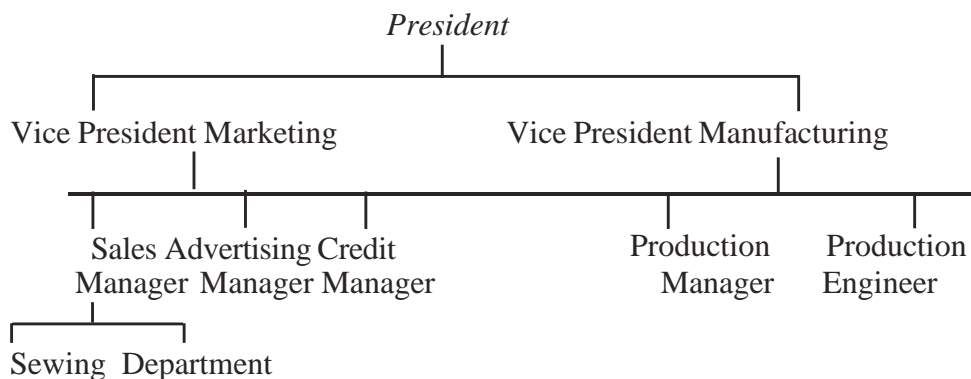 President
Vice President Marketing Vice President Manufacturing
Sales Advertising Credit Production Production
Manager Manager Manager Manager Engineer
Sewing Department